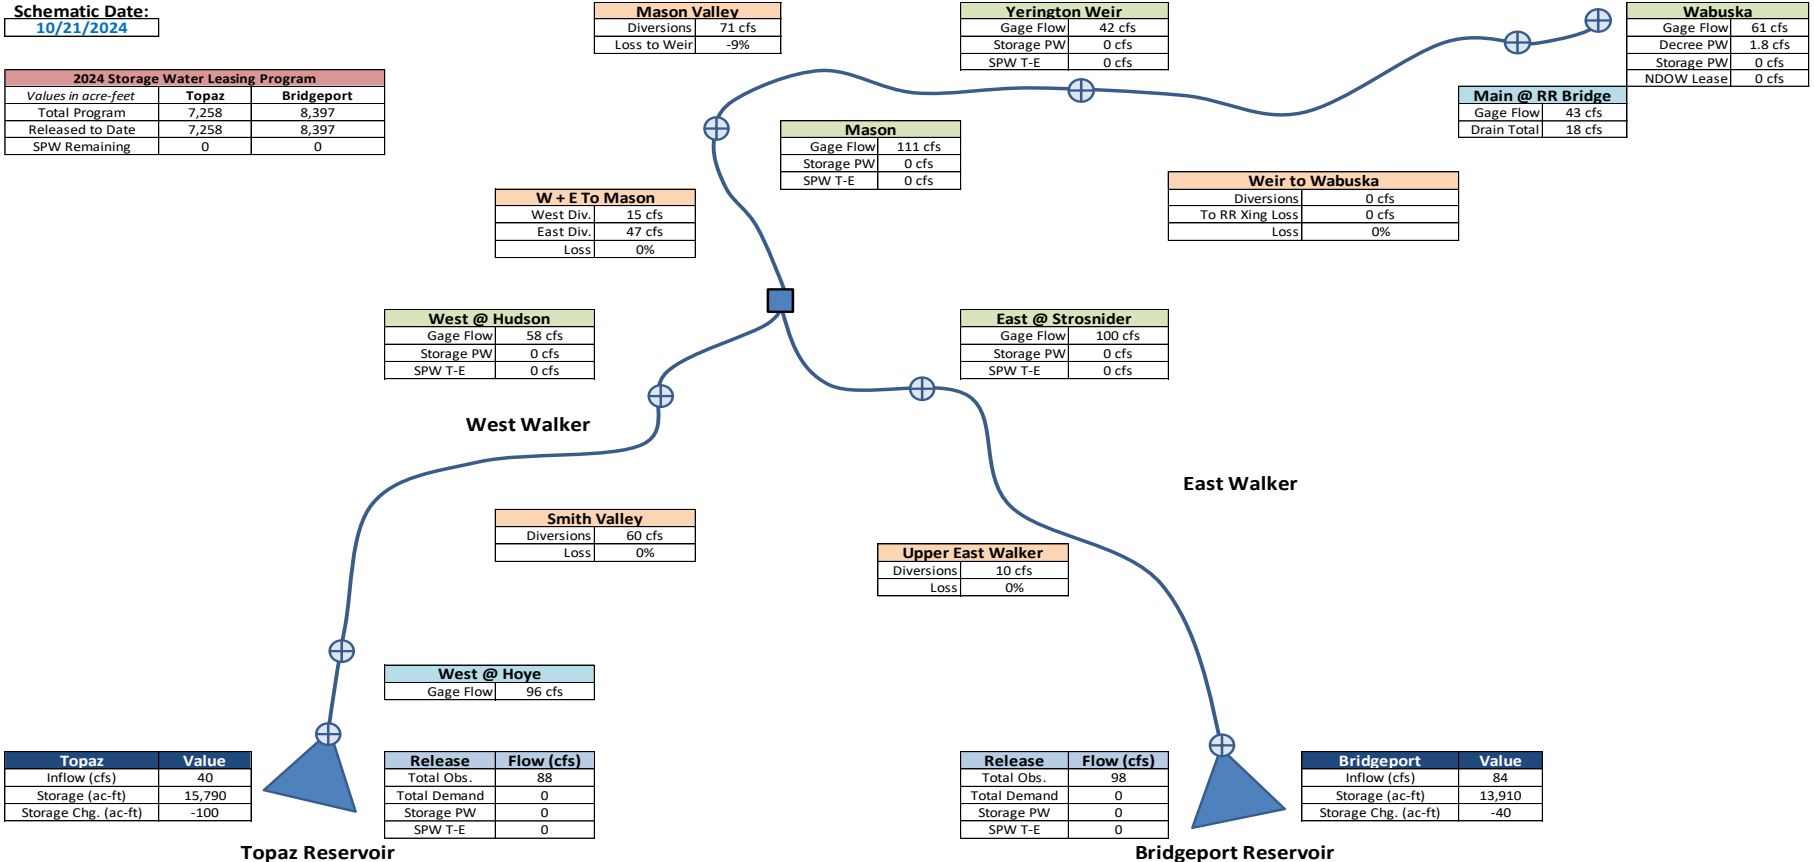 Schematic Date:
10/21/2024
2024 Storage Water Leasing Program
Values in acre-feet Topaz Bridgeport
Total Program 7,258 8,397
Released to Date 7,258 8,397
SPW Remaining 0 0
Mason Valley
Diversions 71 cfs
Loss to Weir -9%
Yerington Weir
Gage Flow 42 cfs
Storage PW 0 cfs
SPW T-E 0 cfs
Wabuska
Gage Flow 61 cfs
Decree PW 1.8 cfs
Storage PW 0 cfs
NDOW Lease 0 cfs
Main @ RR Bridge
Gage Flow 43 cfs
Drain Total 18 cfs
Mason
Gage Flow 111 cfs
Storage PW 0 cfs
SPW T-E 0 cfs
W + E To Mason
West Div. 15 cfs
East Div. 47 cfs
Loss 0%
Weir to Wabuska
Diversions 0 cfs
To RR Xing Loss 0 cfs
Loss 0%
West @ Hudson
Gage Flow 58 cfs
Storage PW 0 cfs
SPW T-E 0 cfs
East @ Strosnider
Gage Flow 100 cfs
Storage PW 0 cfs
SPW T-E 0 cfs
West Walker
East Walker
Smith Valley
Diversions 60 cfs
Loss 0%
Upper East Walker
Diversions 10 cfs
Loss 0%
West @ Hoye
Gage Flow 96 cfs
Topaz Value
Inflow (cfs) 40
Storage (ac-ft) 15,790
Storage Chg. (ac-ft) -100
Release Flow (cfs)
Total Obs. 88
Total Demand 0
Storage PW 0
SPW T-E 0
Topaz Reservoir
Release Flow (cfs)
Total Obs. 98
Total Demand 0
Storage PW 0
SPW T-E 0
Bridgeport Value
Inflow (cfs) 84
Storage (ac-ft) 13,910
Storage Chg. (ac-ft) -40
Bridgeport Reservoir